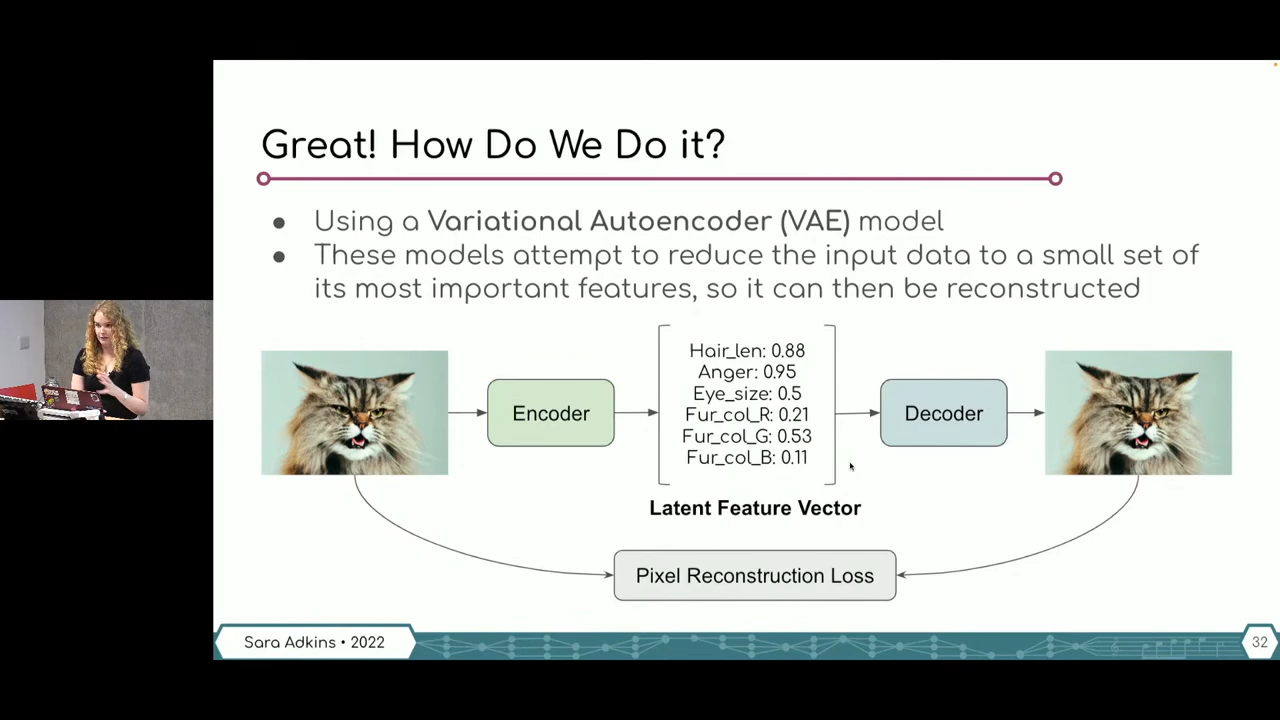 Great! How Do We Do it?
● Using a Variational Autoencoder (VAE) model
● These models attempt to reduce the input data to a small set of
its most important features, so it can then be reconstructed
Encoder
Hair_len: 0.88
Anger: 0.95
Eye_size: 0.5
Fur_col_R: 0.21
Fur_col_G: 0.53
Fur_col_B: 0.11
Decoder
Latent Feature Vector
Pixel Reconstruction Loss
Sara Adkins • 2022
32